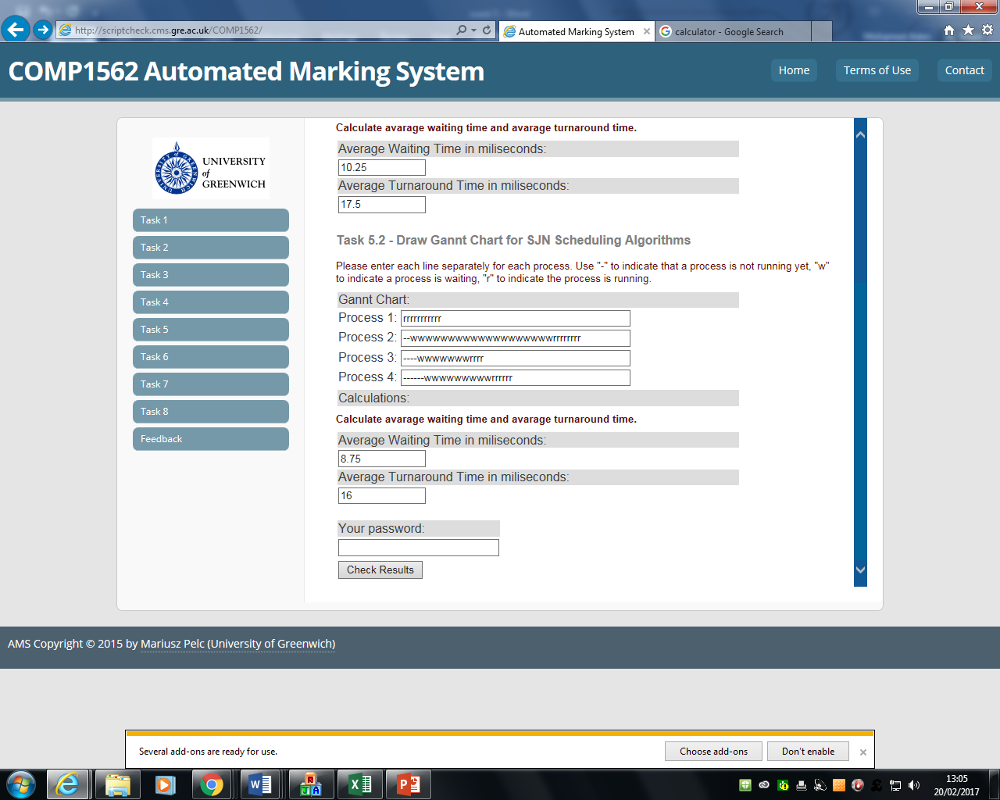 http://scriptcheck.cms.gre.ac.uk/COMP1562/
Automated Marking System
calculator - Google Search
COMP1562 Automated Marking System
Home
Terms of Use
Contact
UNIVERSITY
of
GREENWICH
Task 1
Task 2
Task 3
Task 4
Task 5
Task 6
Task 7
Task 8
Feedback
Calculate avarage waiting time and avarage turnaround time.
Average Waiting Time in miliseconds:
10.25
Average Turnaround Time in miliseconds:
17.5
Task 5.2 - Draw Gannt Chart for SJN Scheduling Algorithms
Please enter each line separately for each process. Use "-" to indicate that a process is not running yet, "w"
to indicate a process is waiting, "r" to indicate the process is running.
Gannt Chart:
Process 1: rrrrrrrrrrr
Process 2: --wwwwwwwwwwwwwwwwwwwrrrrrrrr
Process 3: ----wwwwwwwrrrr
Process 4: ------wwwwwwwwwrrrrrr
Calculations:
Calculate avarage waiting time and avarage turnaround time.
Average Waiting Time in miliseconds:
8.75
Average Turnaround Time in miliseconds:
16
Your password:
Check Results
AMS Copyright © 2015 by Mariusz Pelc (University of Greenwich)
Several add-ons are ready for use.
Choose add-ons
Don't enable
13:05
20/02/2017